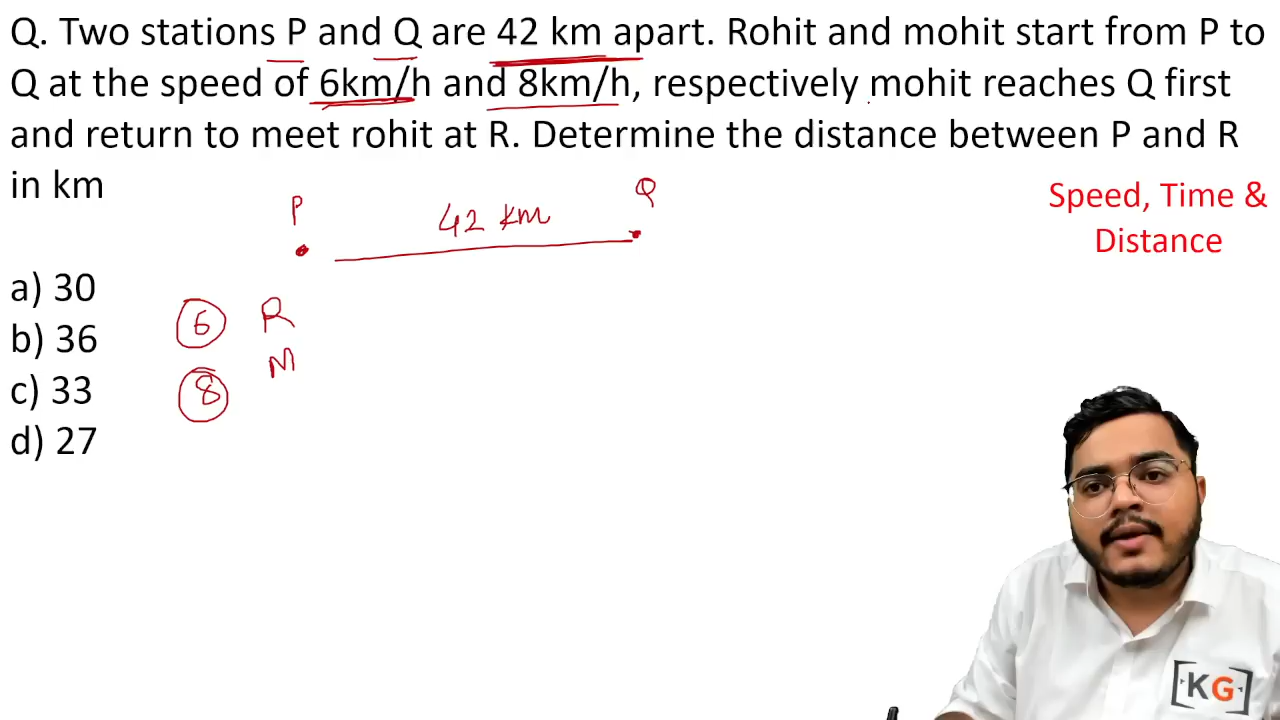 Q. Two stations P and Q are 42 km apart. Rohit and mohit start from P to
Q at the speed of 6km/h and 8km/h, respectively mohit reaches Q first
and return to meet rohit at R. Determine the distance between P and R
in km
Speed, Time &
Distance
P
42 km
Q
a) 30
b) 36
c) 33
d) 27
6 R
8 M
KG